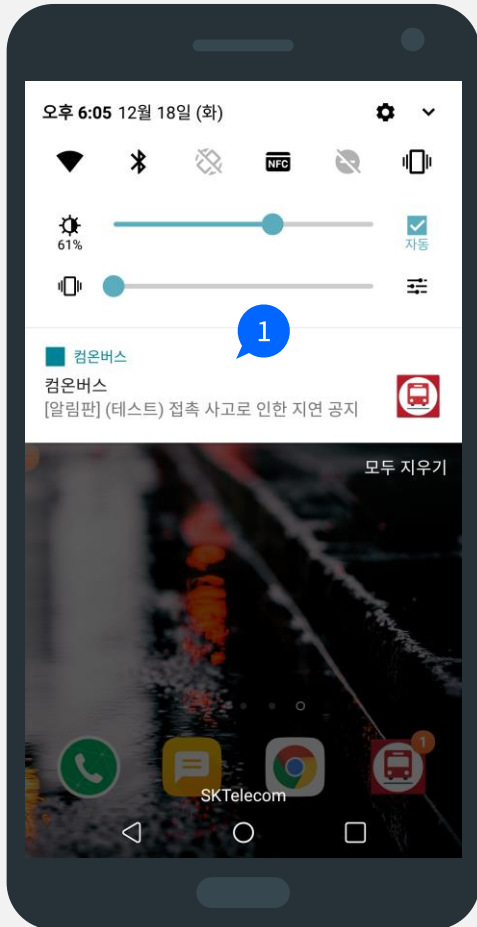 오후 6:05 12월 18일 (화)
NFC
61%
자동
1
컴온버스
컴온버스
[알림판] (테스트) 접촉 사고로 인한 지연 공지
모두 지우기
1
SKTelecom